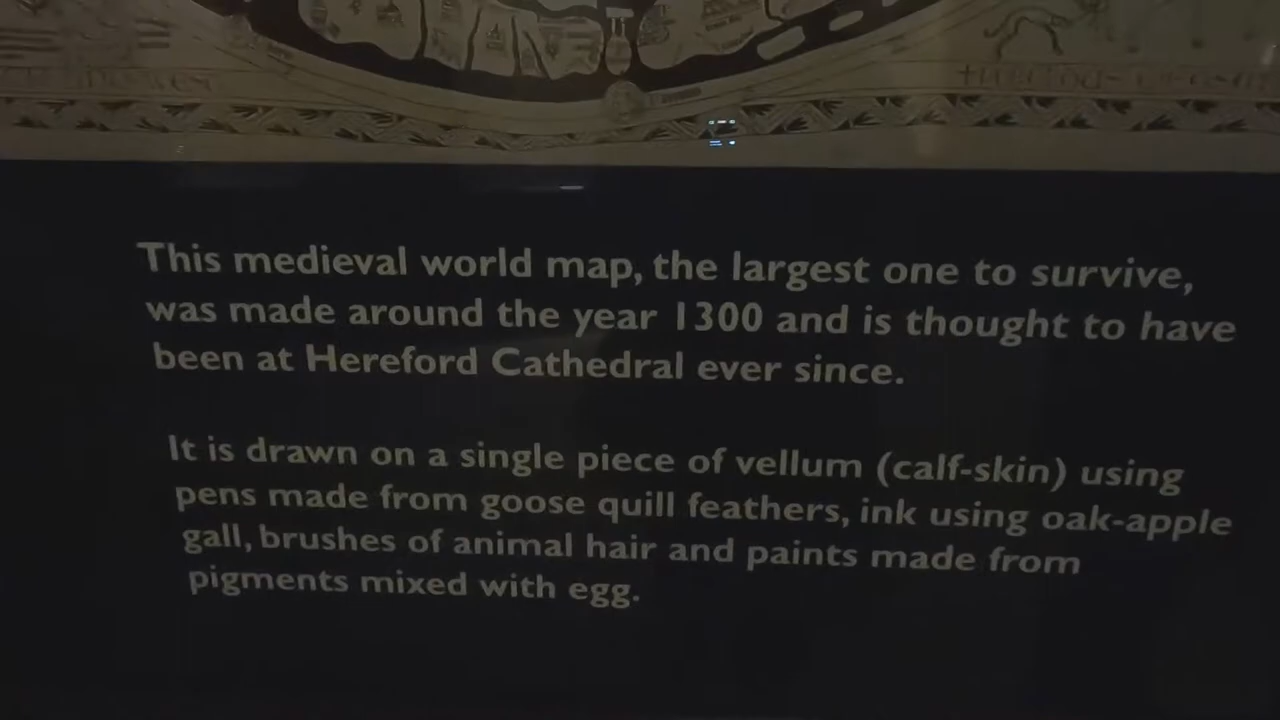 This medieval world map, the largest one to survive,
was made around the year 1300 and is thought to have
been at Hereford Cathedral ever since.
It is drawn on a single piece of vellum (calf-skin) using
pens made from goose quill feathers, ink using oak-apple
gall, brushes of animal hair and paints made from
pigments mixed with egg.